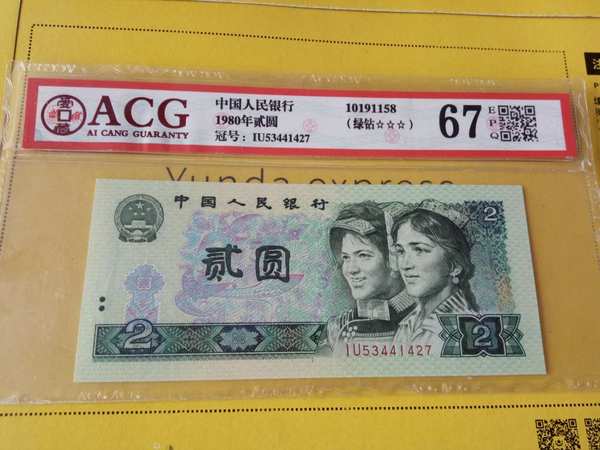 ACG
AI CANG GUARANTY
中国人民银行
1980年贰圆
冠号：IU53441427
10191158
（绿钻☆☆☆）
67
E
P
Q
Yunda express
中国人民银行
2
贰圆
2
IU53441427
2